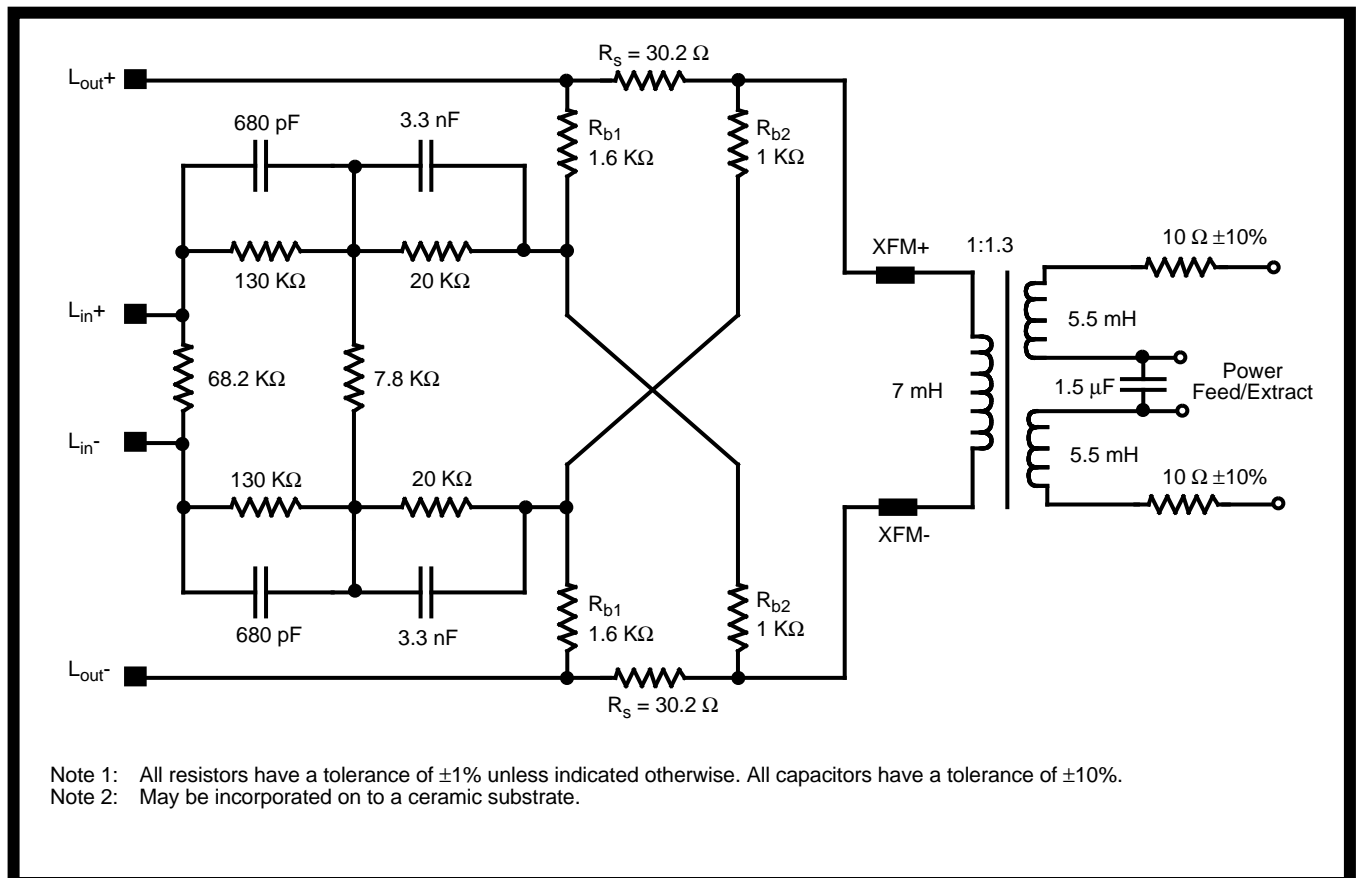 Rs = 30.2 Ω
Lout+
680 pF
3.3 nF
Rb1
1.6 KΩ
Rb2
1 KΩ
130 KΩ
20 KΩ
XFM+
1:1.3
10 Ω ±10%
Lin+
68.2 KΩ
7.8 KΩ
7 mH
5.5 mH
1.5 µF
Power
Feed/Extract
Lin-
130 KΩ
20 KΩ
5.5 mH
10 Ω ±10%
XFM-
680 pF
3.3 nF
Rb1
1.6 KΩ
Rb2
1 KΩ
Lout-
Rs = 30.2 Ω
Note 1: All resistors have a tolerance of ±1% unless indicated otherwise. All capacitors have a tolerance of ±10%.
Note 2: May be incorporated on to a ceramic substrate.